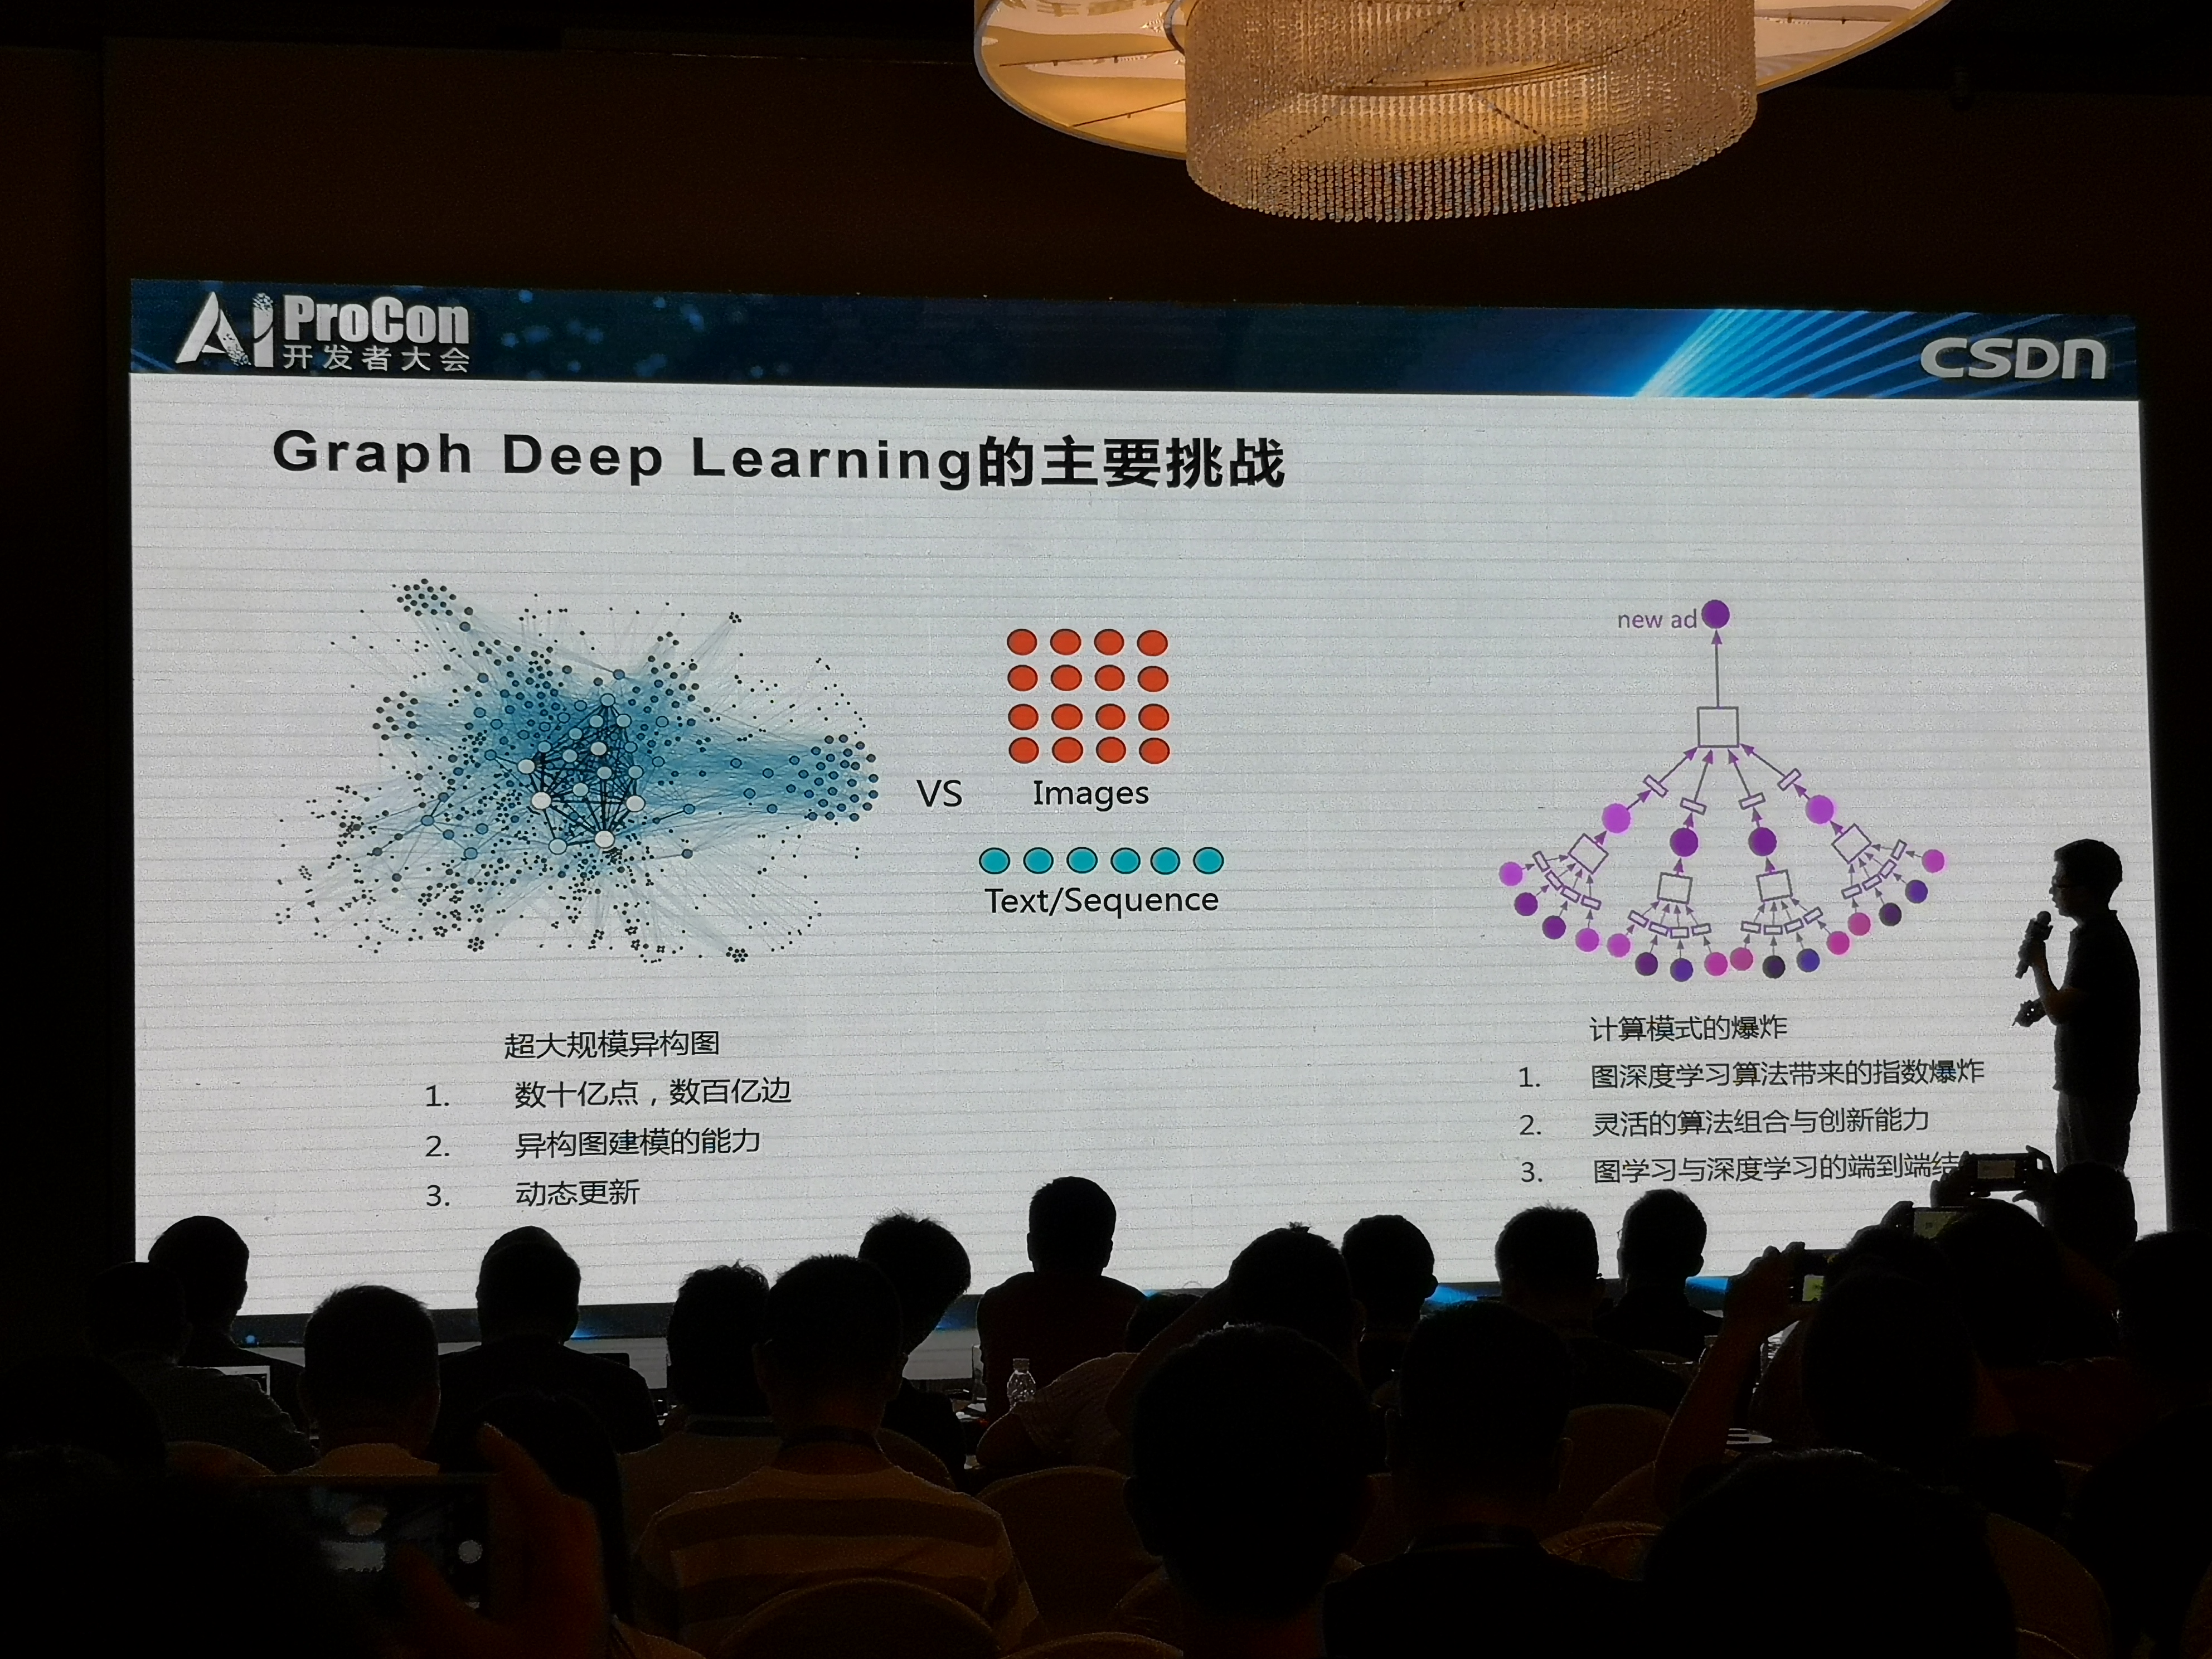 AI ProCon
开发者大会
CSDN
Graph Deep Learning的主要挑战
new ad
VS
Images
Text/Sequence
超大规模异构图
1. 数十亿点，数百亿边
2. 异构图建模的能力
3. 动态更新
计算模式的爆炸
1. 图深度学习算法带来的指数爆炸
2. 灵活的算法组合与创新能力
3. 图学习与深度学习的端到端结